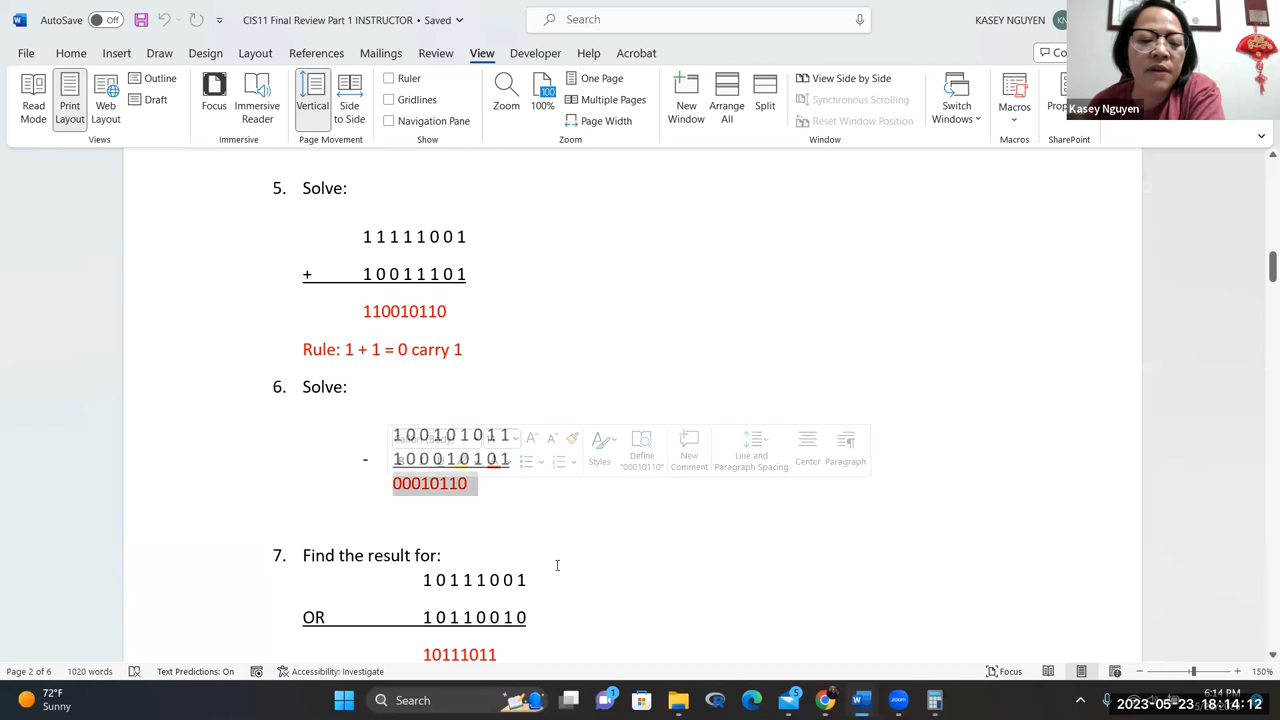 AutoSave Off CIS11 Final Review Part 1 INSTRUCTOR • Saved Search KASEY NGUYEN
File Home Insert Draw Design Layout References Mailings Review View Developer Help Acrobat
Read Mode
Print Layout
Web Layout
Outline
Draft
Views
Focus
Immersive Reader
Immersive
Vertical
Side to Side
Page Movement
Ruler
Gridlines
Navigation Pane
Show
Zoom
100
100%
One Page
Multiple Pages
Page Width
Zoom
New Window
Arrange All
Split
View Side by Side
Synchronous Scrolling
Reset Window Position
Window
Switch Windows
Macros
Macros
SharePoint
Kasey Nguyen
5. Solve:
1 1 1 1 1 0 0 1
+ 1 0 0 1 1 1 0 1
110010110
Rule: 1 + 1 = 0 carry 1
6. Solve:
1 0 0 1 0 1 0 1 1
- 1 0 0 0 1 0 1 0 1
00010110
Styles
Define "00010110"
New Comment
Line and Paragraph Spacing
Center
Paragraph
7. Find the result for:
1 0 1 1 1 0 0 1
OR 1 0 1 1 0 0 1 0
10111011
Page 2 of 6 1020 words Text Predictions: On Accessibility: Investigate Focus 150%
72°F
Sunny
Search
1
5
zoom
6:14 PM
2023-05-23 18:14:12